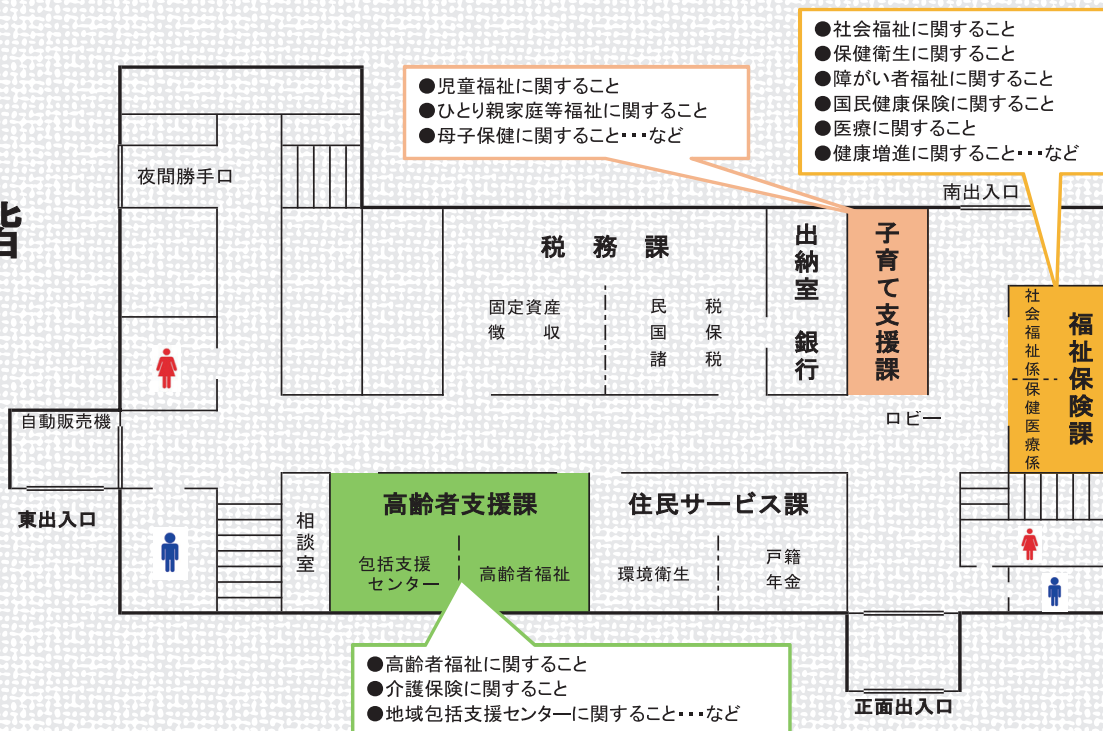 ●社会福祉に関すること
●保健衛生に関すること
●障がい者福祉に関すること
●国民健康保険に関すること
●医療に関すること
●健康増進に関すること・・・など
●児童福祉に関すること
●ひとり親家庭等福祉に関すること
●母子保健に関すること・・・など
階
夜間勝手口
南出入口
税務課
固定資産
徴収
民税
国保
諸税
出納室 銀行
子育て支援課
社会福祉係
保健医療係
福祉保険課
ロビー
自動販売機
東出入口
相談室
高齢者支援課
包括支援
センター
高齢者福祉
住民サービス課
環境衛生
戸籍
年金
●高齢者福祉に関すること
●介護保険に関すること
●地域包括支援センターに関すること・・・など
正面出入口